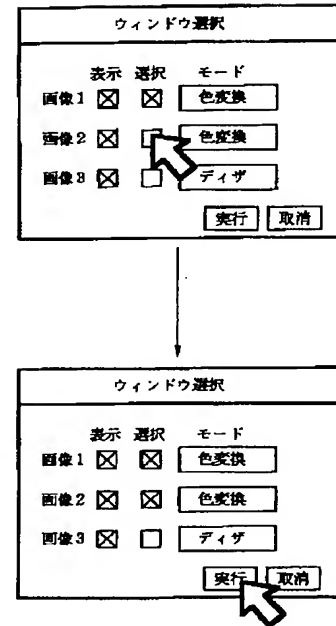 ウィンドウ選択
表示 選択 モード
画像1 色変換
画像2 色変換
画像3 ディザ
実行 取消
ウィンドウ選択
表示 選択 モード
画像1 色変換
画像2 色変換
画像3 ディザ
実行 取消